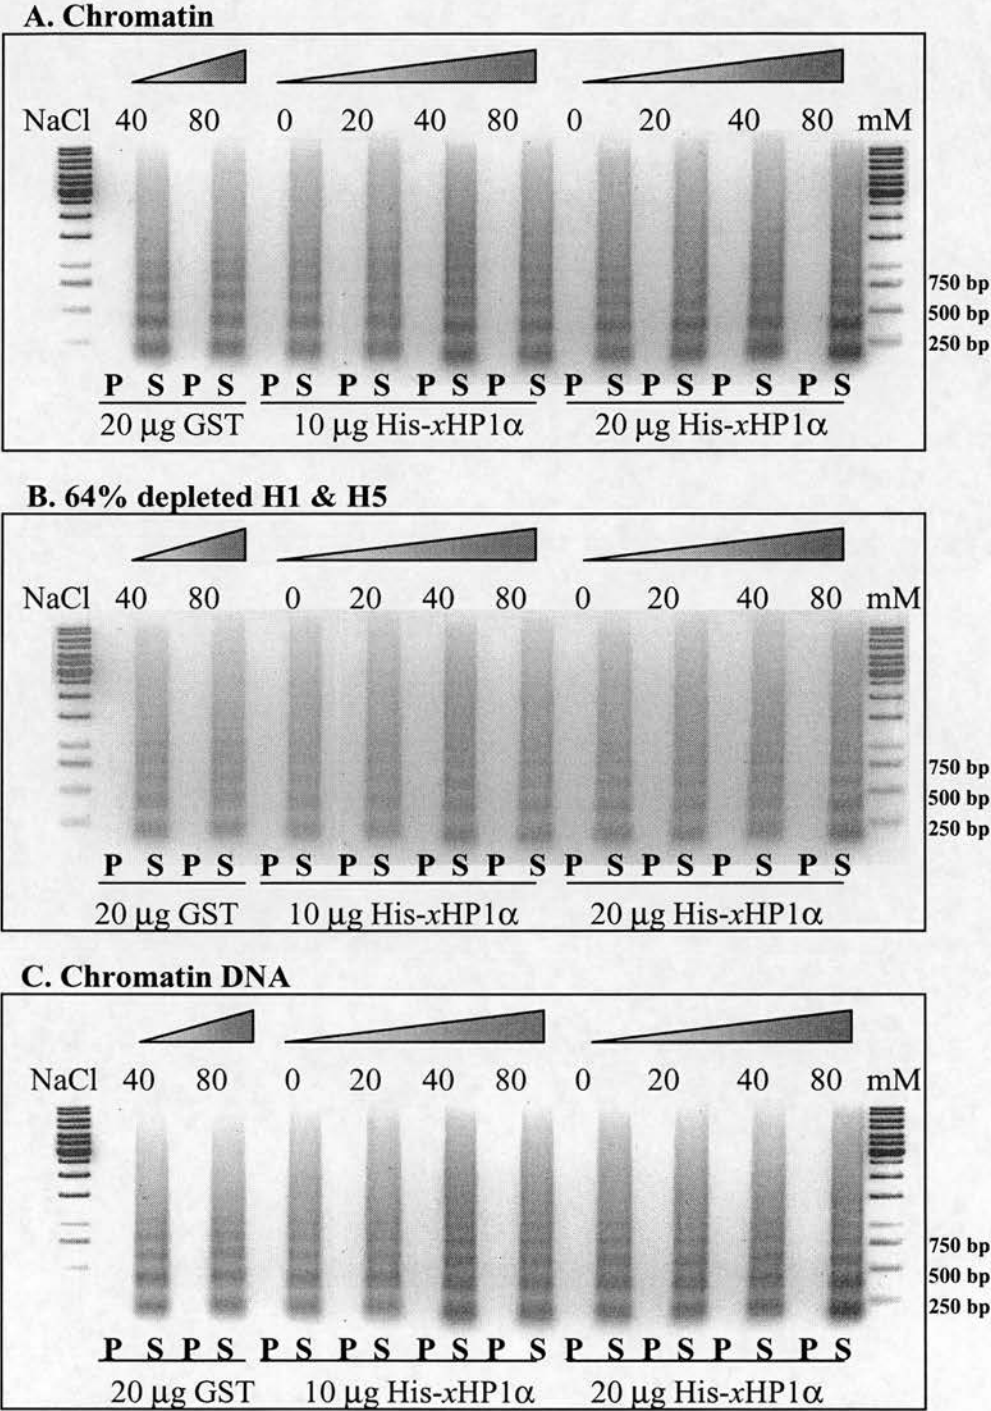 A. Chromatin
NaCl 40 80 0 20 40 80 0 20 40 80 mM
750 bp
500 bp
250 bp
P S P S P S P S P S P S P S P S P S P S
20 µg GST 10 µg His-xHP1α 20 µg His-xHP1α
B. 64% depleted H1 & H5
NaCl 40 80 0 20 40 80 0 20 40 80 mM
750 bp
500 bp
250 bp
P S P S P S P S P S P S P S P S P S P S
20 µg GST 10 µg His-xHP1α 20 µg His-xHP1α
C. Chromatin DNA
NaCl 40 80 0 20 40 80 0 20 40 80 mM
750 bp
500 bp
250 bp
P S P S P S P S P S P S P S P S P S P S
20 µg GST 10 µg His-xHP1α 20 µg His-xHP1α